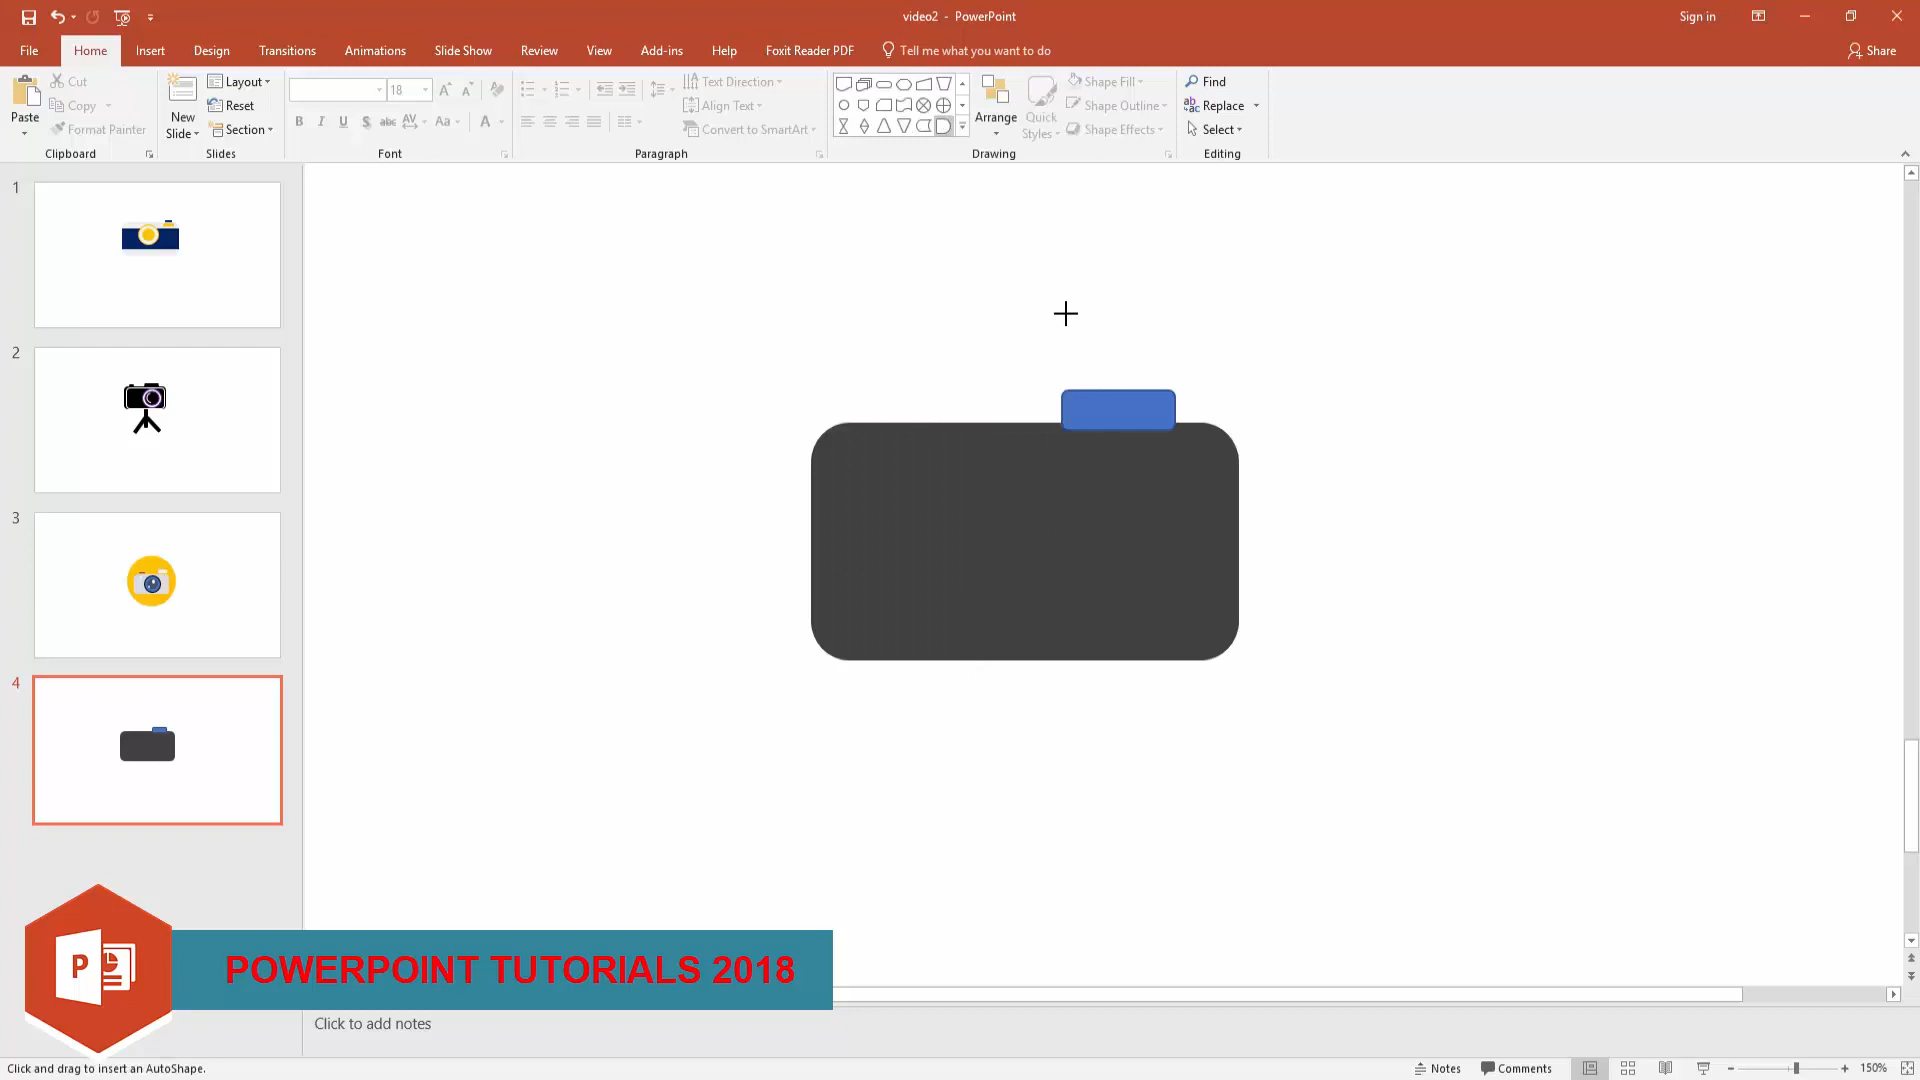 video2 - PowerPoint
Sign in
File Home Insert Design Transitions Animations Slide Show Review View Add-ins Help Foxit Reader PDF Tell me what you want to do Share
Paste
Cut
Copy
Format Painter
Clipboard
New Slide
Layout
Reset
Section
Slides
18
B I U S abc AV Aa A
Font
Text Direction
Align Text
Convert to SmartArt
Paragraph
Arrange
Quick Styles
Shape Fill
Shape Outline
Shape Effects
Drawing
Find
Replace
Select
Editing
1
2
3
4
P
POWERPOINT TUTORIALS 2018
Click to add notes
Click and drag to insert an AutoShape.
Notes
Comments
150%